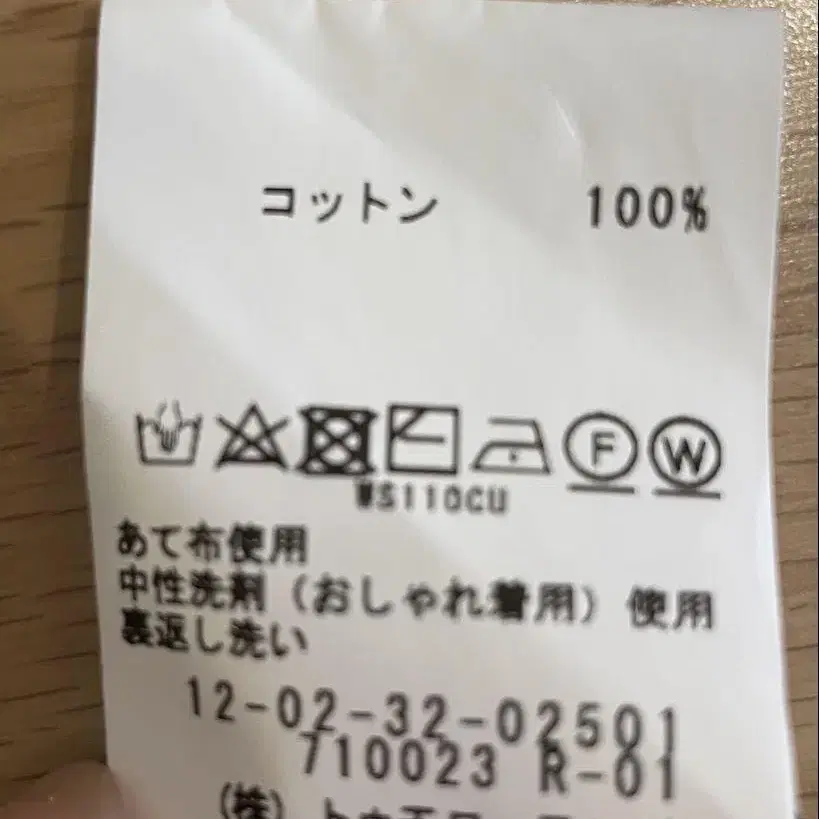 コットン 100%
F W
WS110CU
あて布使用
中性洗剤（おしゃれ着用）使用
裏返し洗い
12-02-32-02501
710023 R-01
（株）